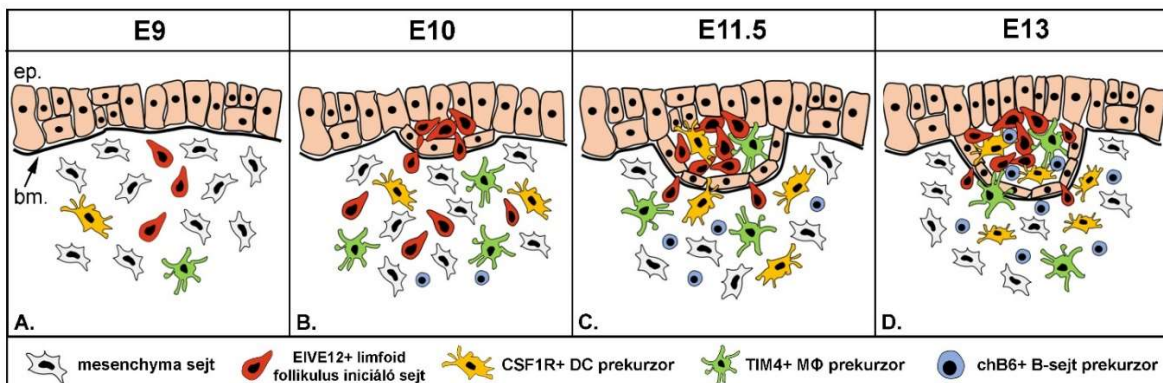 E9
E10
E11.5
E13
ep.
bm.
A.
B.
C.
D.
mesenchyma sejt
EIVE12+ limfoid
follikulus iniciáló sejt
CSF1R+ DC prekurzor
TIM4+ MΦ prekurzor
chB6+ B-sejt prekurzor